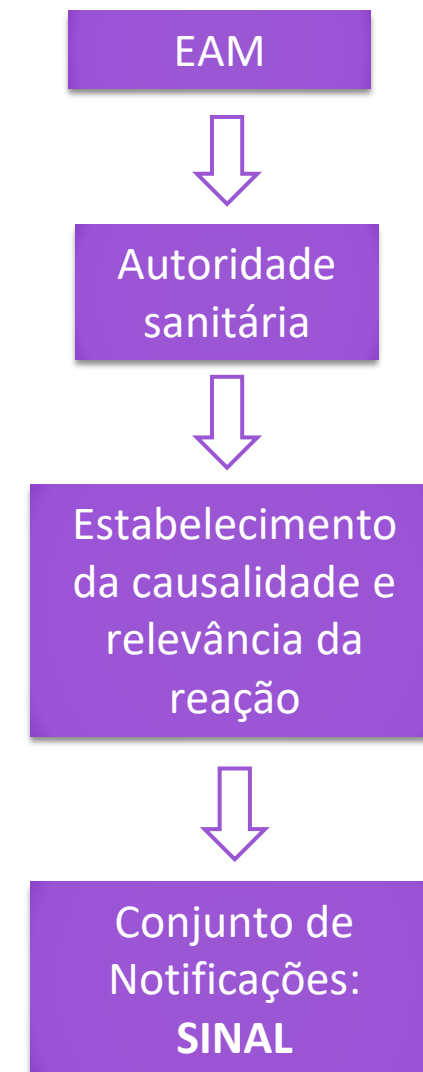 EAM
Autoridade
sanitária
Estabelecimento
da causalidade e
relevância da
reação
Conjunto de
Notificações:
SINAL